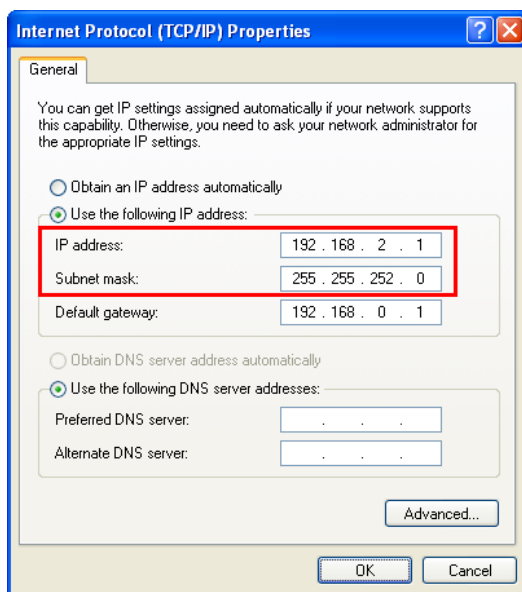 Internet Protocol (TCP/IP) Properties
General
You can get IP settings assigned automatically if your network supports
this capability. Otherwise, you need to ask your network administrator for
the appropriate IP settings.
Obtain an IP address automatically
Use the following IP address:
IP address: 192 . 168 . 2 . 1
Subnet mask: 255 . 255 . 252 . 0
Default gateway: 192 . 168 . 0 . 1
Obtain DNS server address automatically
Use the following DNS server addresses:
Preferred DNS server: . . .
Alternate DNS server: . . .
Advanced...
OK Cancel